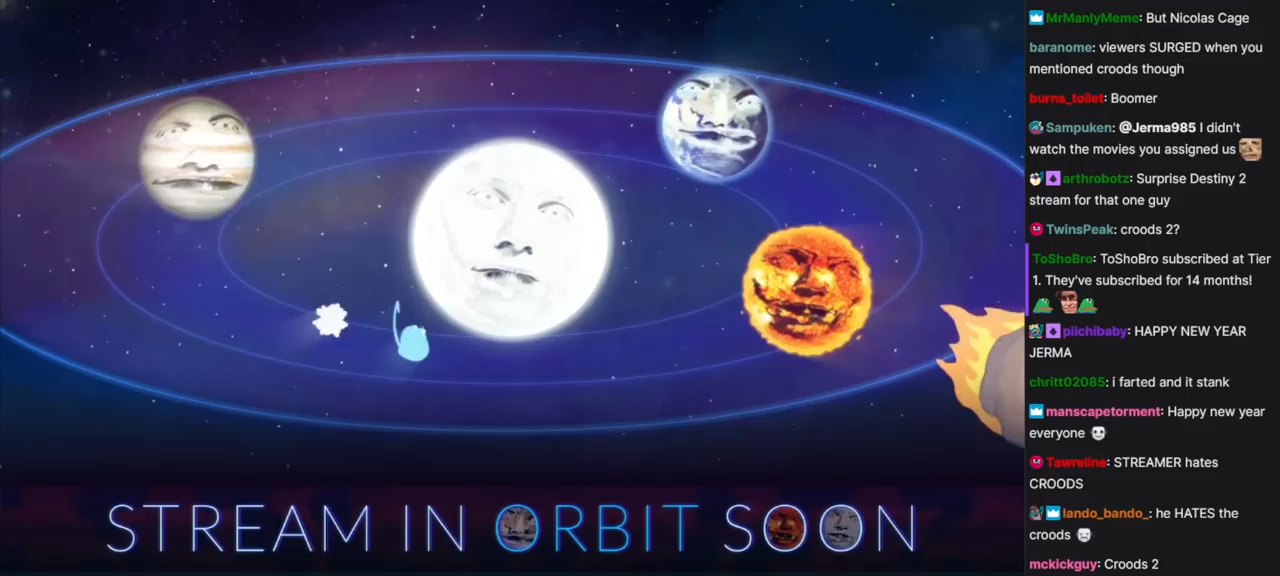 STREAM IN ORBIT SOON
MrManlyMeme: But Nicolas Cage
baranome: viewers SURGED when you
mentioned croods though
burns_toilet: Boomer
Sampuken: @Jerma985 I didn't
watch the movies you assigned us
arthrobotz: Surprise Destiny 2
stream for that one guy
TwinsPeak: croods 2?
ToShoBro: ToShoBro subscribed at Tier
1. They've subscribed for 14 months!
piichibaby: HAPPY NEW YEAR
JERMA
chritt02085: i farted and it stank
manscapetorment: Happy new year
everyone
Tawreline: STREAMER hates
CROODS
lando_bando_: he HATES the
croods
mckickguy: Croods 2